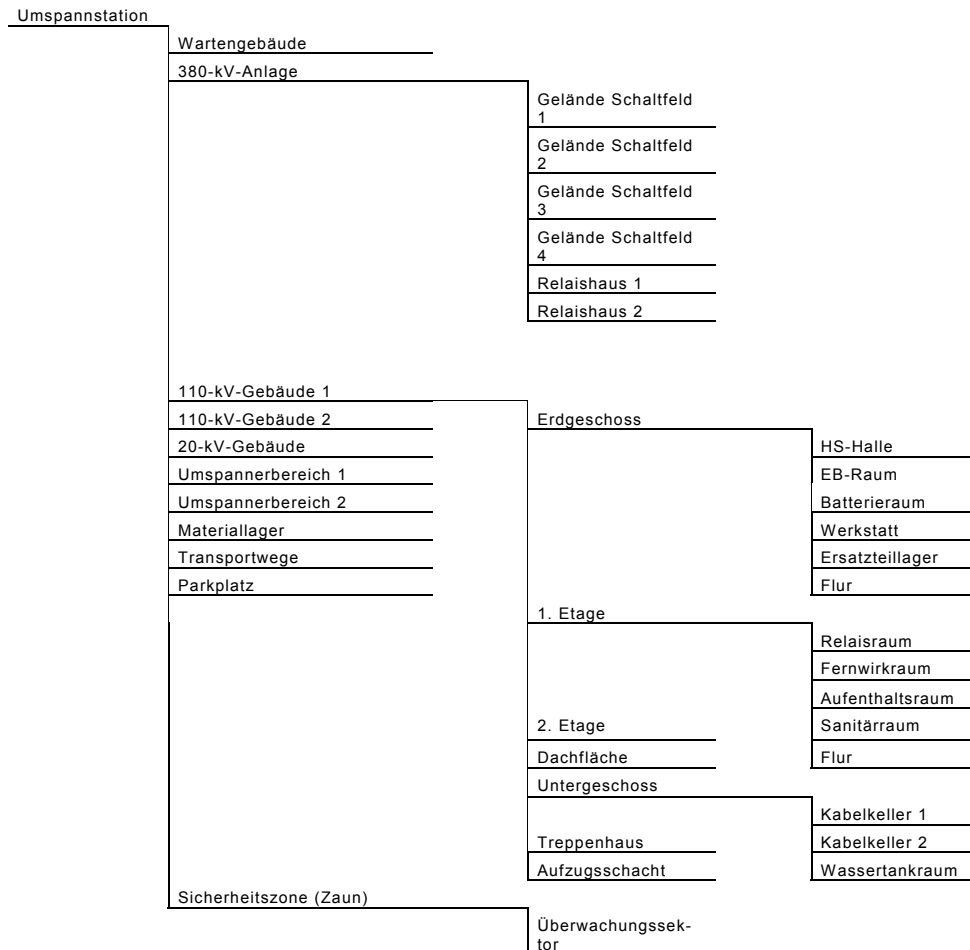 Umspannstation
Wartengebäude
380-kV-Anlage
Gelände Schaltfeld
1
Gelände Schaltfeld
2
Gelände Schaltfeld
3
Gelände Schaltfeld
4
Relaishaus 1
Relaishaus 2
110-kV-Gebäude 1
110-kV-Gebäude 2
20-kV-Gebäude
Umspannerbereich 1
Umspannerbereich 2
Materiallager
Transportwege
Parkplatz
Erdgeschoss
HS-Halle
EB-Raum
Batterieraum
Werkstatt
Ersatzteillager
Flur
1. Etage
Relaisraum
Fernwirkraum
Aufenthaltsraum
Sanitärraum
Flur
2. Etage
Dachfläche
Untergeschoss
Kabelkeller 1
Kabelkeller 2
Wassertankraum
Treppenhaus
Aufzugsschacht
Sicherheitszone (Zaun)
Überwachungssek-
tor